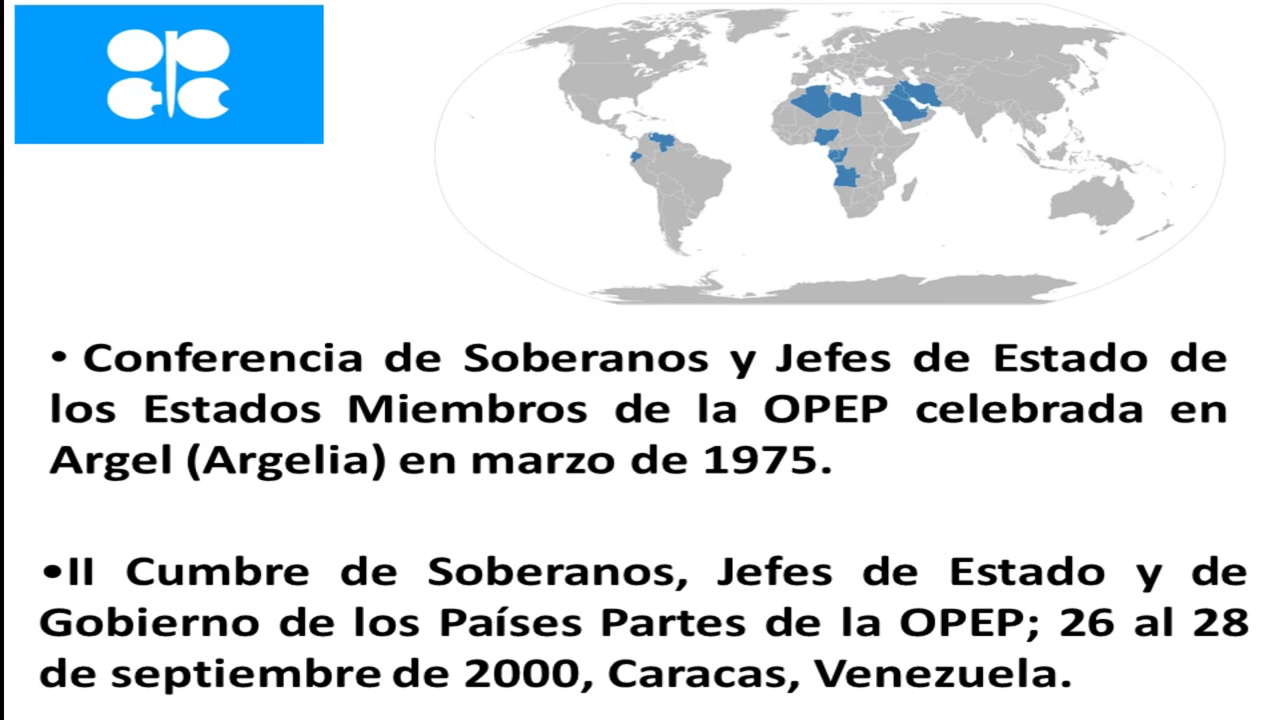 • Conferencia de Soberanos y Jefes de Estado de
los Estados Miembros de la OPEP celebrada en
Argel (Argelia) en marzo de 1975.
•II Cumbre de Soberanos, Jefes de Estado y de
Gobierno de los Países Partes de la OPEP; 26 al 28
de septiembre de 2000, Caracas, Venezuela.